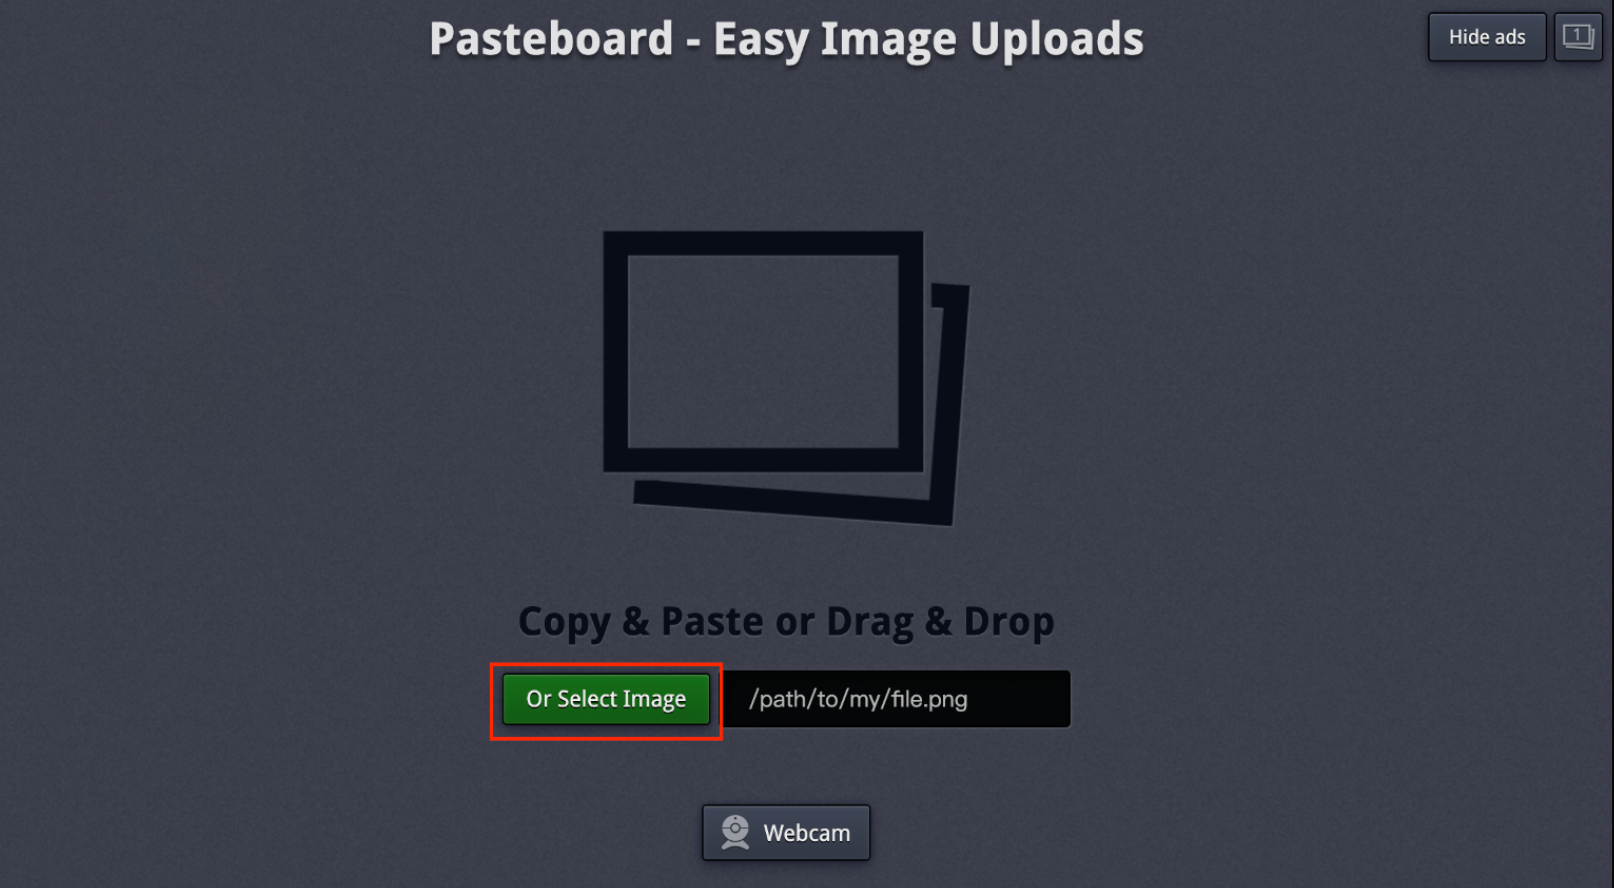 Pasteboard - Easy Image Uploads
Hide ads
1
Copy & Paste or Drag & Drop
Or Select Image
/path/to/my/file.png
Webcam